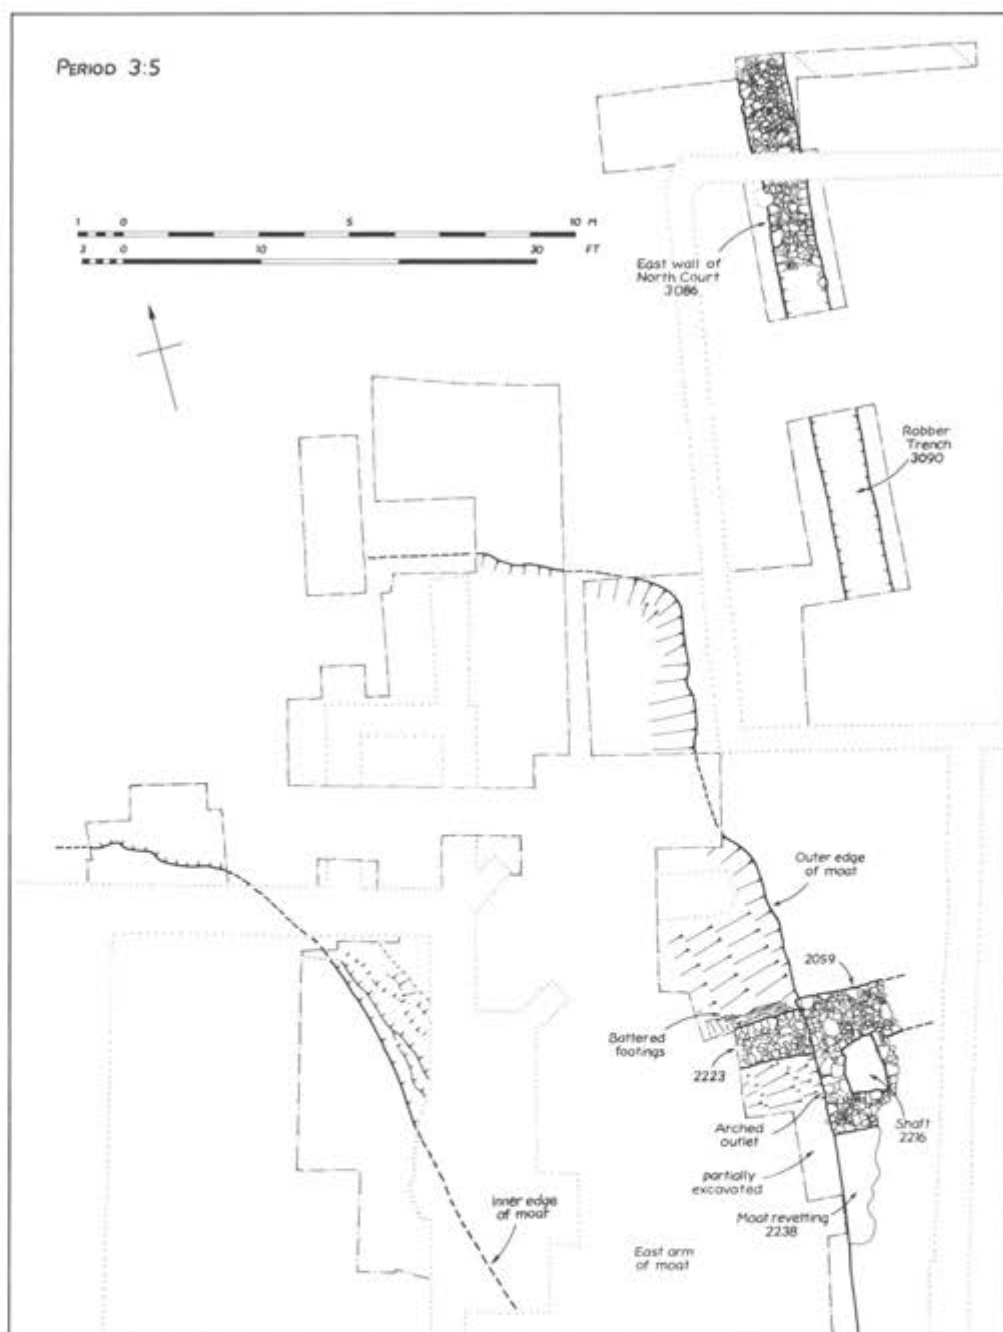 PERIOD 3:5
1 0 5 10 M
3 0 10 30 FT
East wall of
North Court
3086
Robber
Trench
3090
Outer edge
of moat
2059
Battered
footings
2223
Arched
outlet
Shaft
2216
partially
excavated
Moat revetting
2238
Inner edge
of moat
East arm
of moat